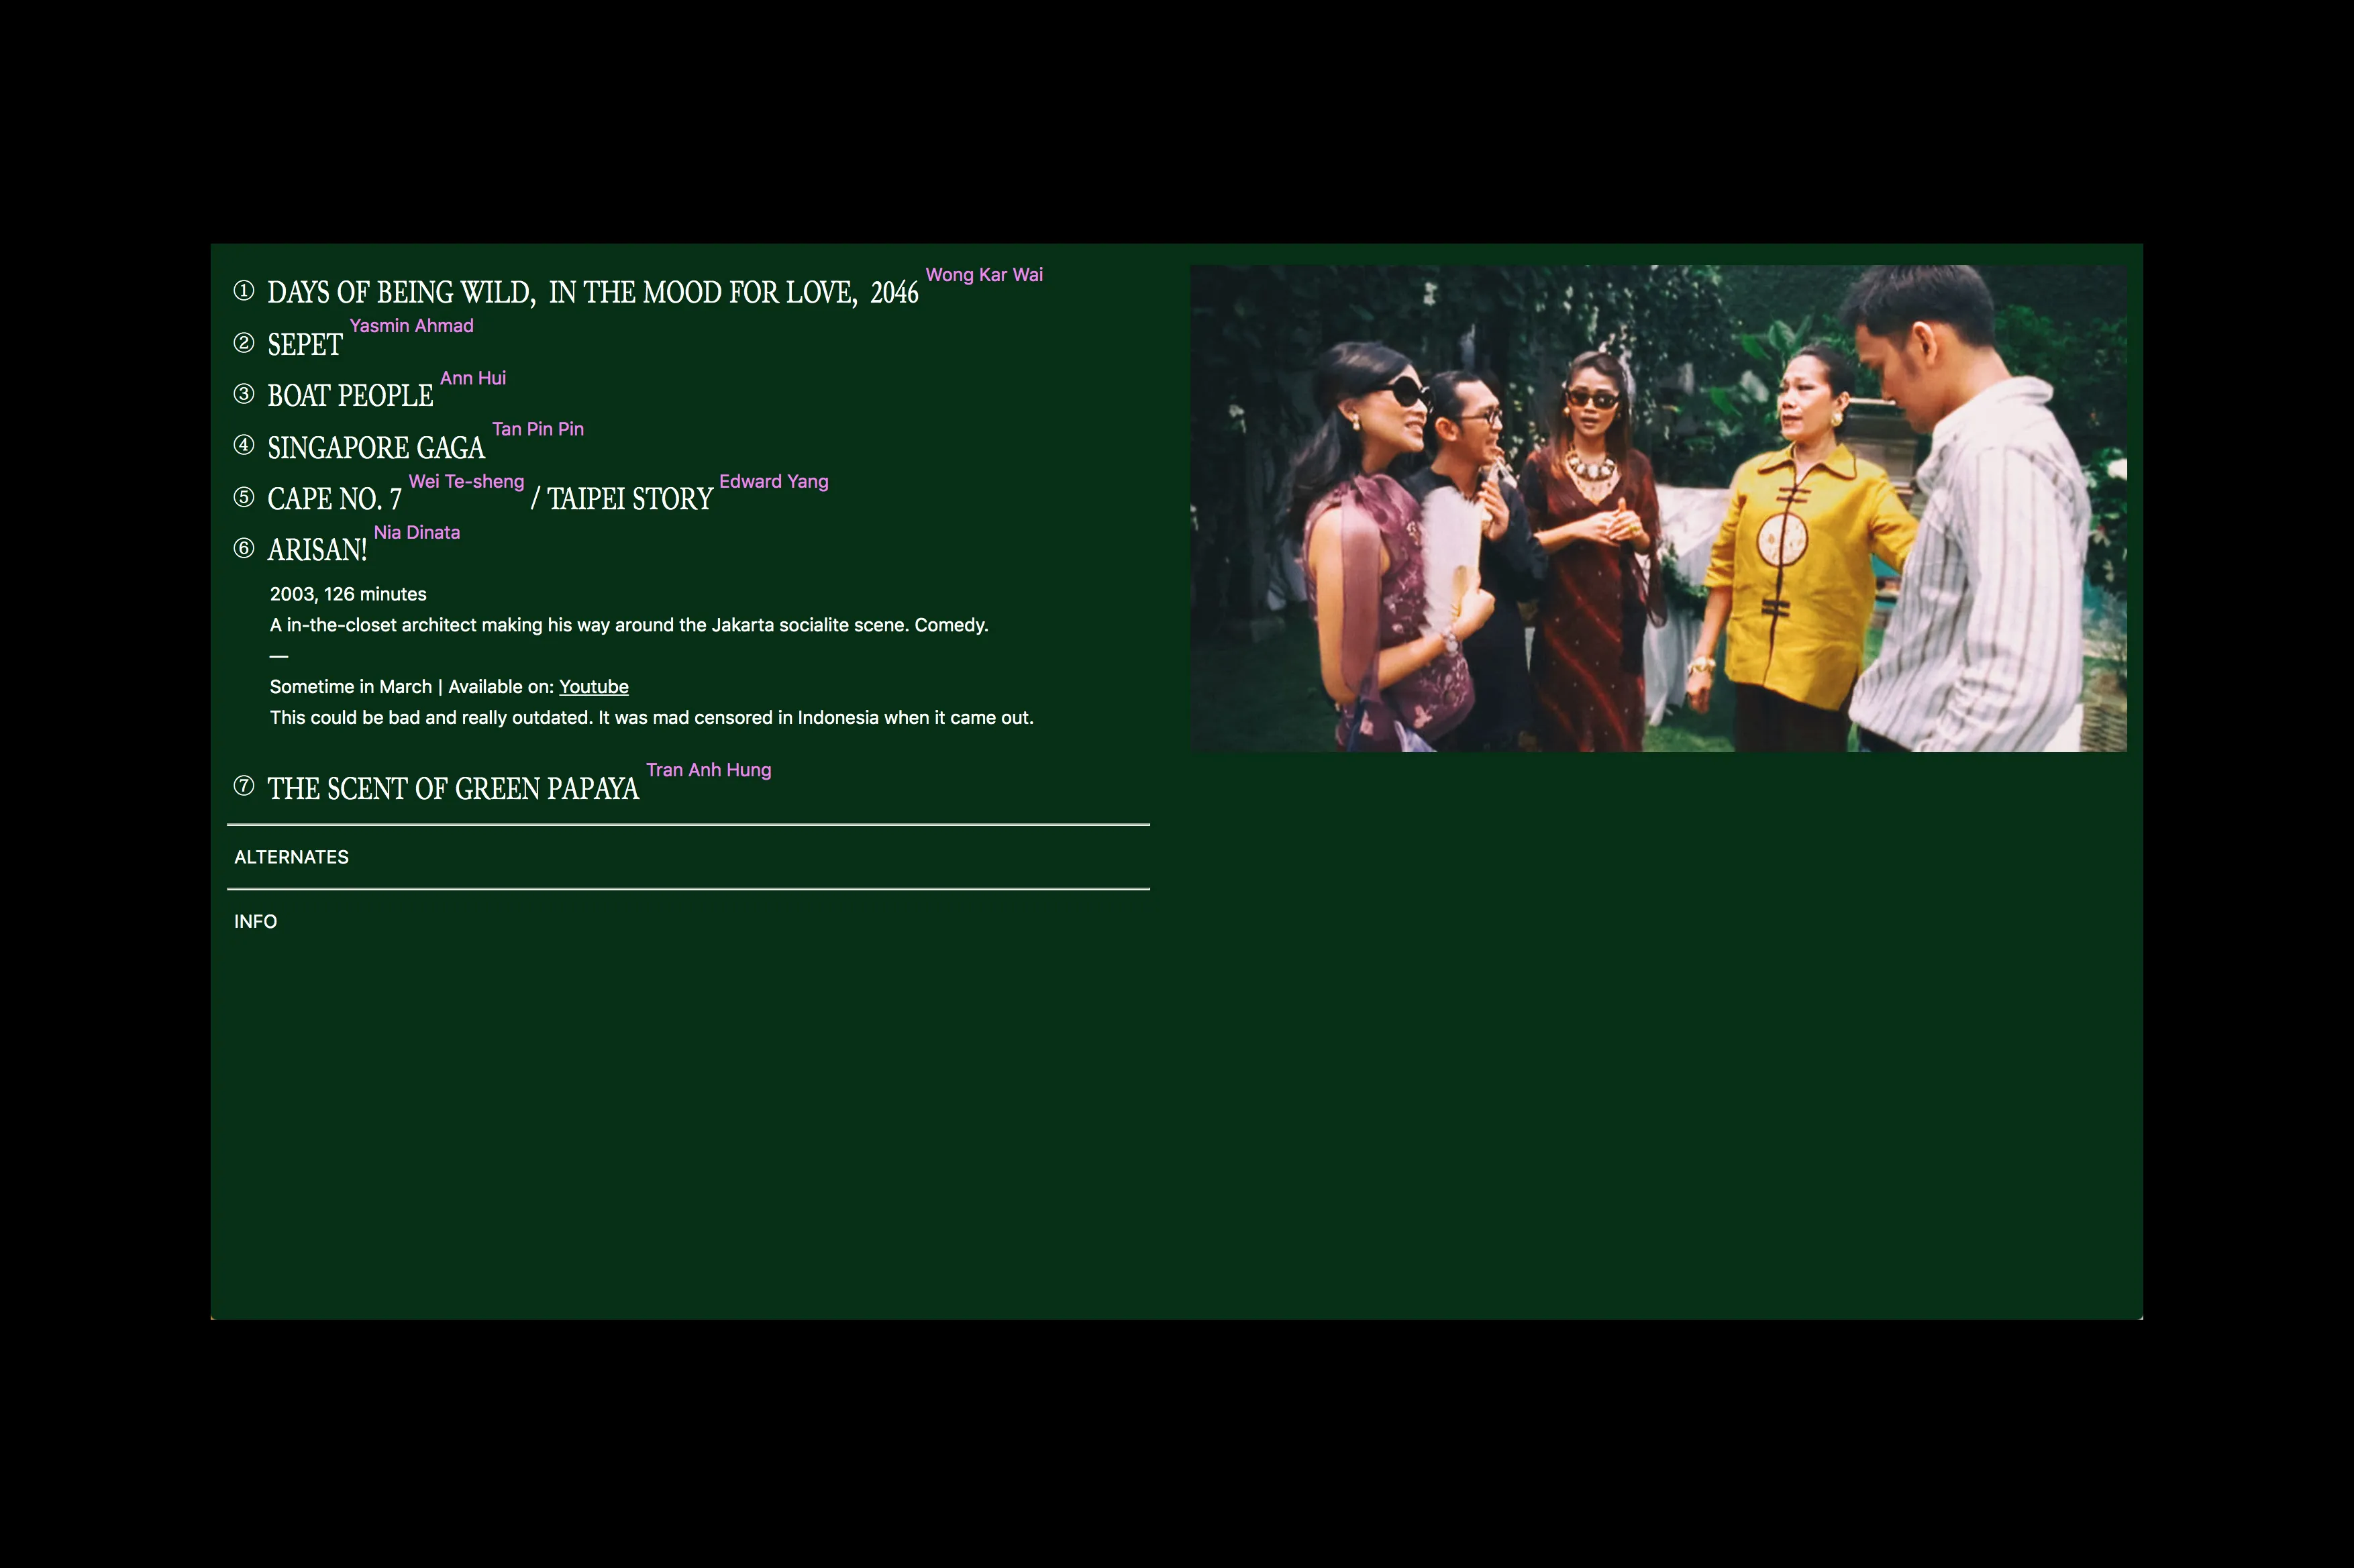 ① DAYS OF BEING WILD, IN THE MOOD FOR LOVE, 2046 Wong Kar Wai
② SEPET Yasmin Ahmad
③ BOAT PEOPLE Ann Hui
④ SINGAPORE GAGA Tan Pin Pin
⑤ CAPE NO. 7 Wei Te-sheng / TAIPEI STORY Edward Yang
⑥ ARISAN! Nia Dinata
2003, 126 minutes
A in-the-closet architect making his way around the Jakarta socialite scene. Comedy.
—
Sometime in March | Available on: Youtube
This could be bad and really outdated. It was mad censored in Indonesia when it came out.
⑦ THE SCENT OF GREEN PAPAYA Tran Anh Hung
ALTERNATES
INFO